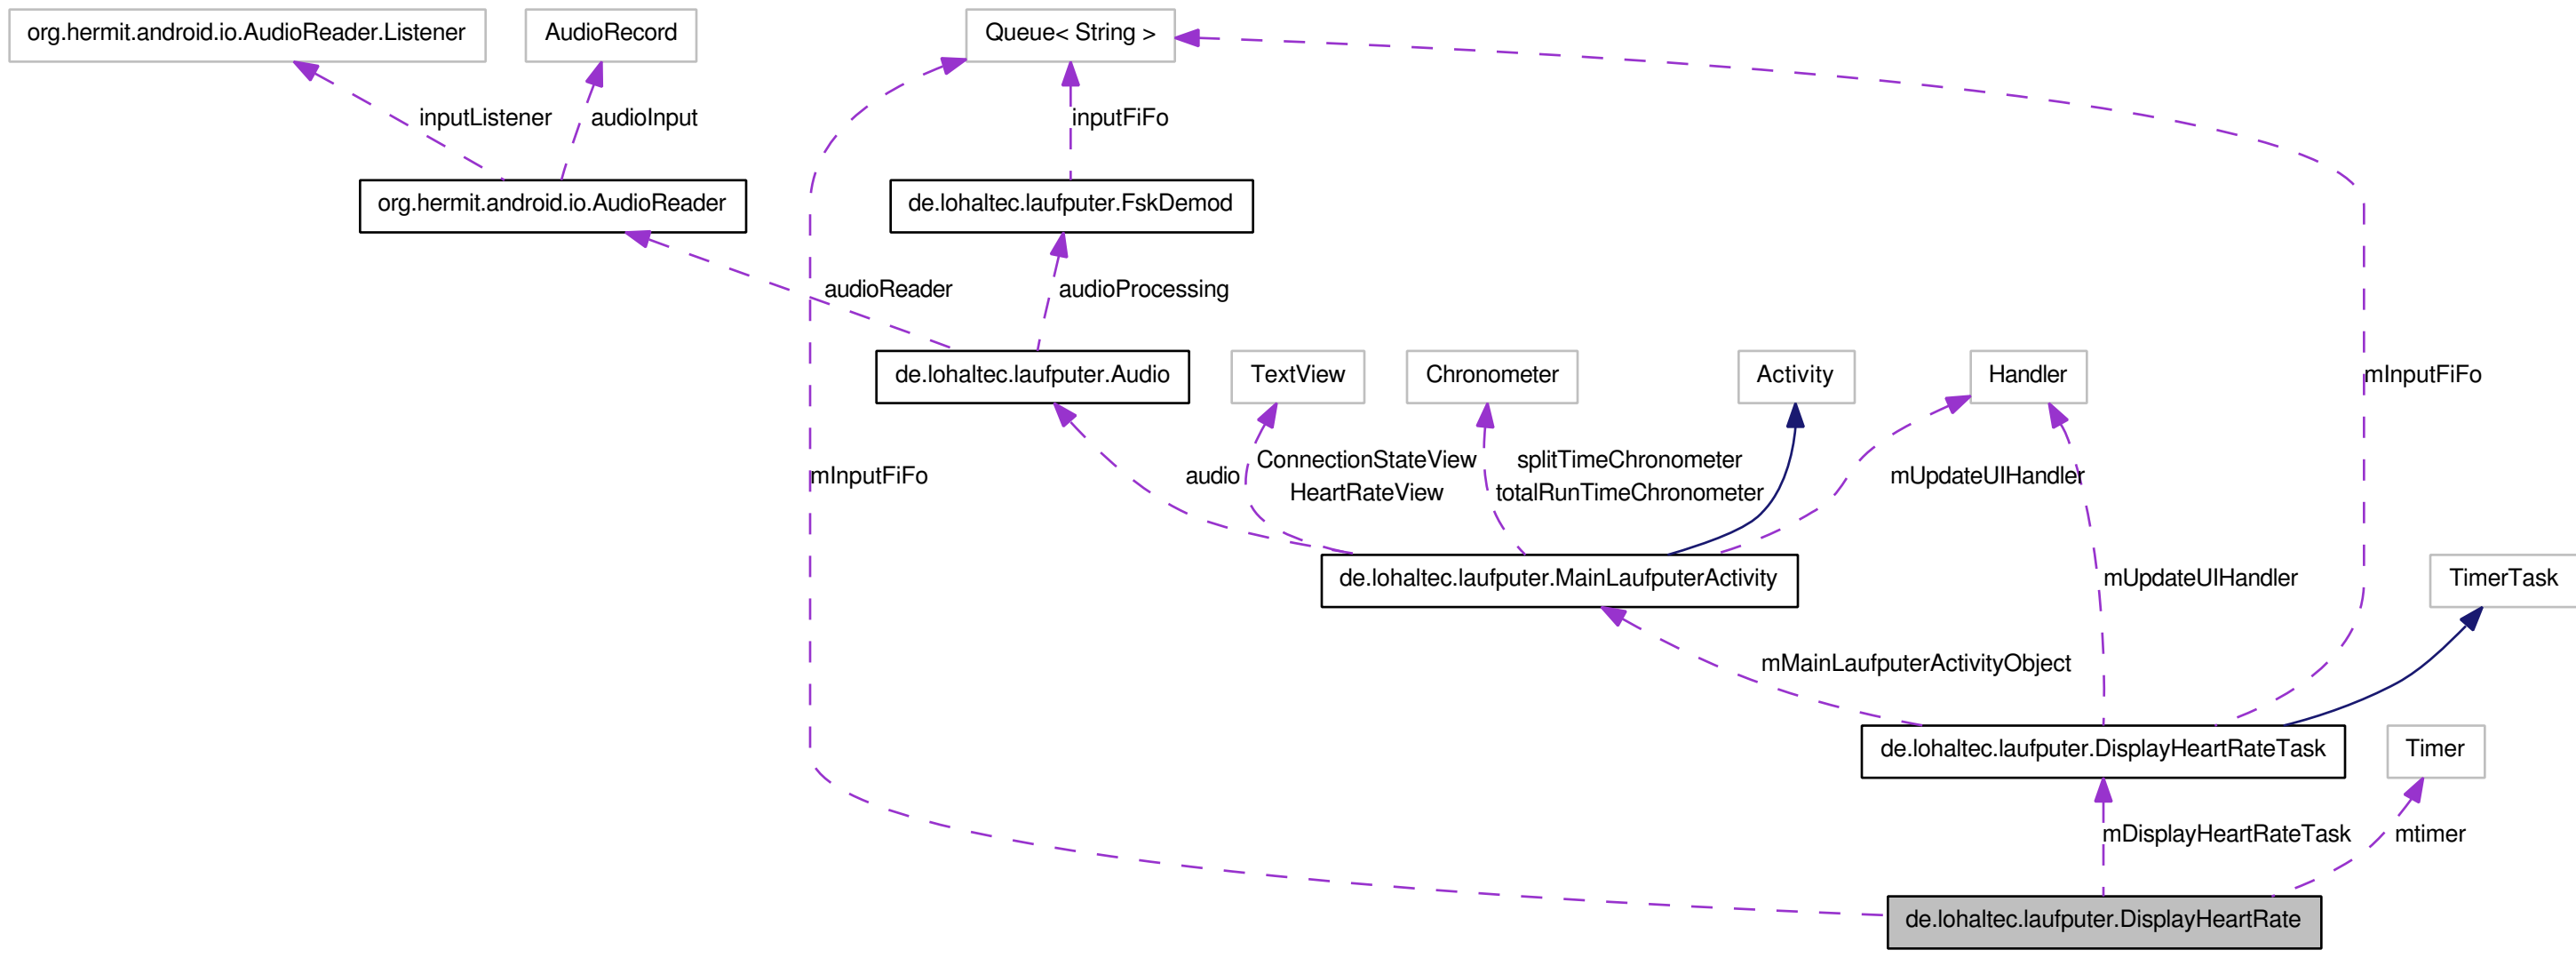 org.hermit.android.io.AudioReader.Listener
AudioRecord
Queue< String >
inputListener
audioInput
inputFiFo
org.hermit.android.io.AudioReader
de.lohaltec.laufputer.FskDemod
audioReader
audioProcessing
de.lohaltec.laufputer.Audio
TextView
Chronometer
Activity
Handler
mInputFiFo
mInputFiFo
audio
ConnectionStateView
HeartRateView
splitTimeChronometer
totalRunTimeChronometer
mUpdateUIHandler
de.lohaltec.laufputer.MainLaufputerActivity
mUpdateUIHandler
TimerTask
mMainLaufputerActivityObject
de.lohaltec.laufputer.DisplayHeartRateTask
Timer
mDisplayHeartRateTask
mtimer
de.lohaltec.laufputer.DisplayHeartRate